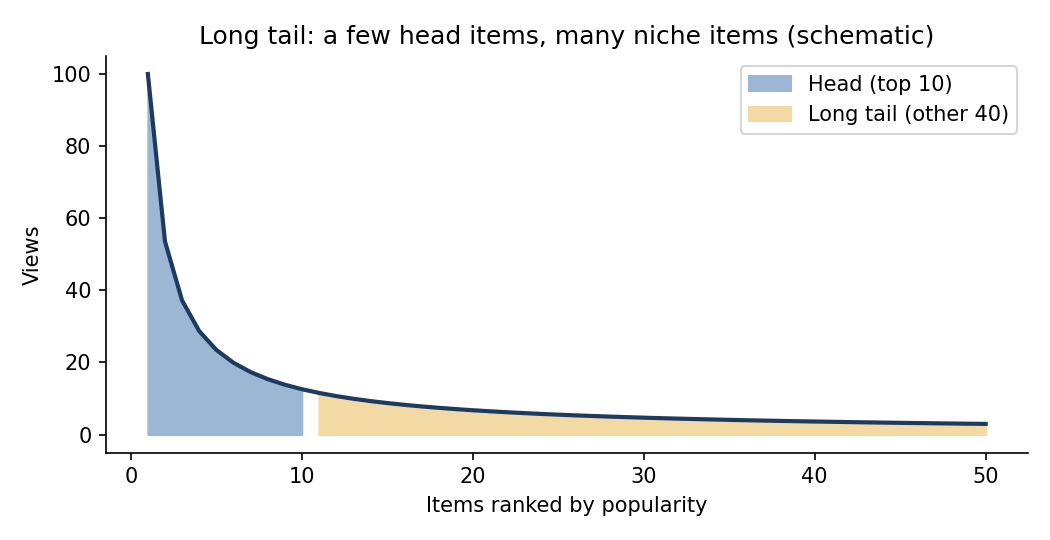 Long tail: a few head items, many niche items (schematic)
Head (top 10)
Long tail (other 40)
Views
100
80
60
40
20
0
0 10 20 30 40 50
Items ranked by popularity